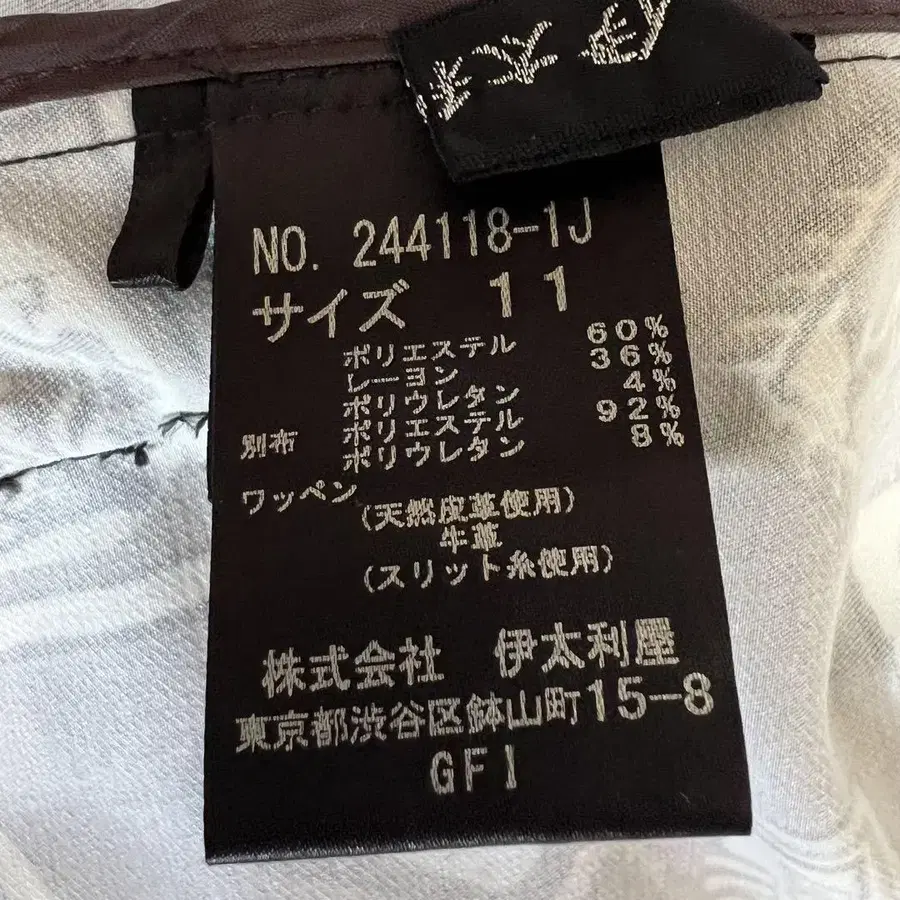 NO. 244118-1J
サイズ 11
ポリエステル 60%
レーヨン 36%
ポリウレタン 4%
別布 ポリエステル 92%
ポリウレタン 8%
ワッペン
(天然皮革使用)
牛革
(スリット糸使用)
株式会社 伊太利屋
東京都渋谷区鉢山町15-8
GFI